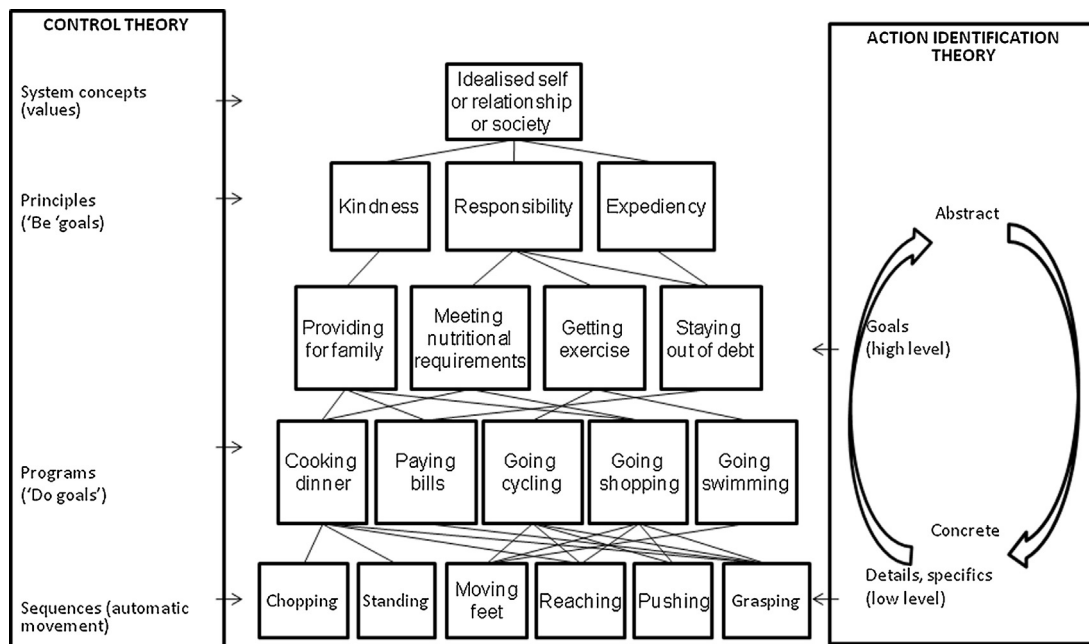 CONTROL THEORY
System concepts
(values)
Principles
('Be 'goals)
Programs
('Do goals')
Sequences (automatic
movement)
Idealised self
or relationship
or society
Kindness
Responsibility
Expediency
Providing
for family
Meeting
nutritional
requirements
Getting
exercise
Staying
out of debt
Cooking
dinner
Paying
bills
Going
cycling
Going
shopping
Going
swimming
Chopping
Standing
Moving
feet
Reaching
Pushing
Grasping
ACTION IDENTIFICATION
THEORY
Abstract
Goals
(high level)
Concrete
Details, specifics
(low level)